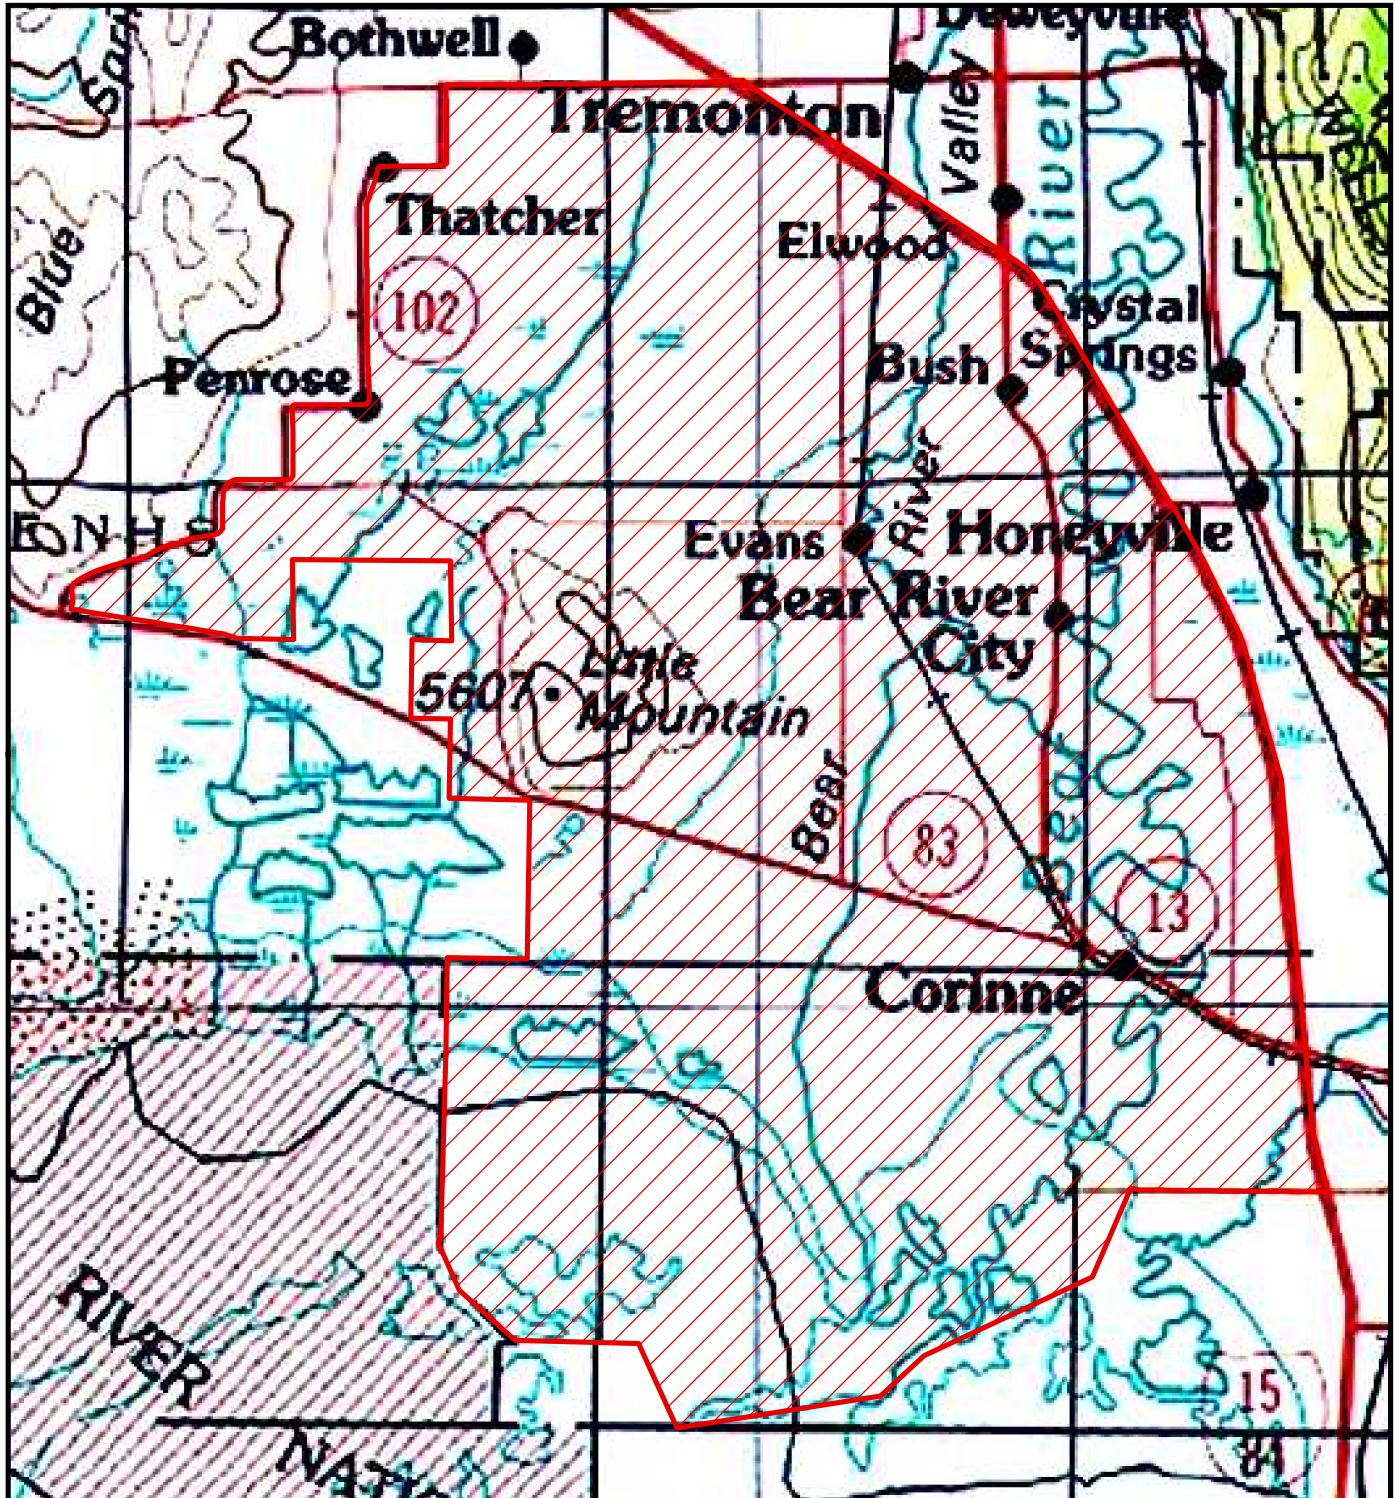 Deweyville
Bothwell
Tremonton
Valley
River
Thatcher
Elwood
Blue
102
Crystal
Springs
Bush
Penrose
River
Evans
Honeyville
Bear River
City
Little
Mountain
5607
Bear
Bear
83
13
Corinne
RIVER
15
84